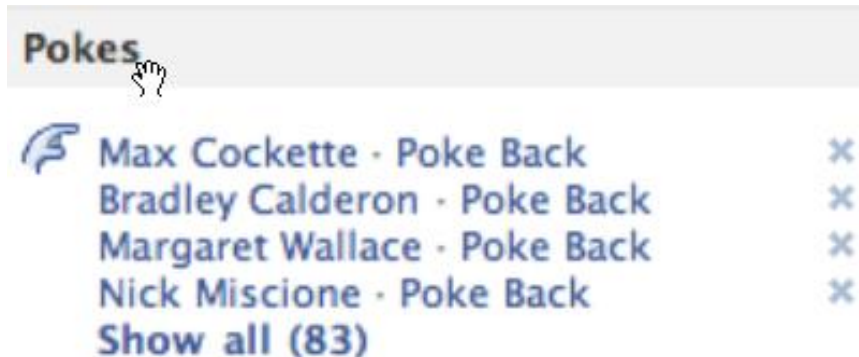 Pokes
Max Cockette · Poke Back
Bradley Calderon · Poke Back
Margaret Wallace · Poke Back
Nick Miscione · Poke Back
Show all (83)